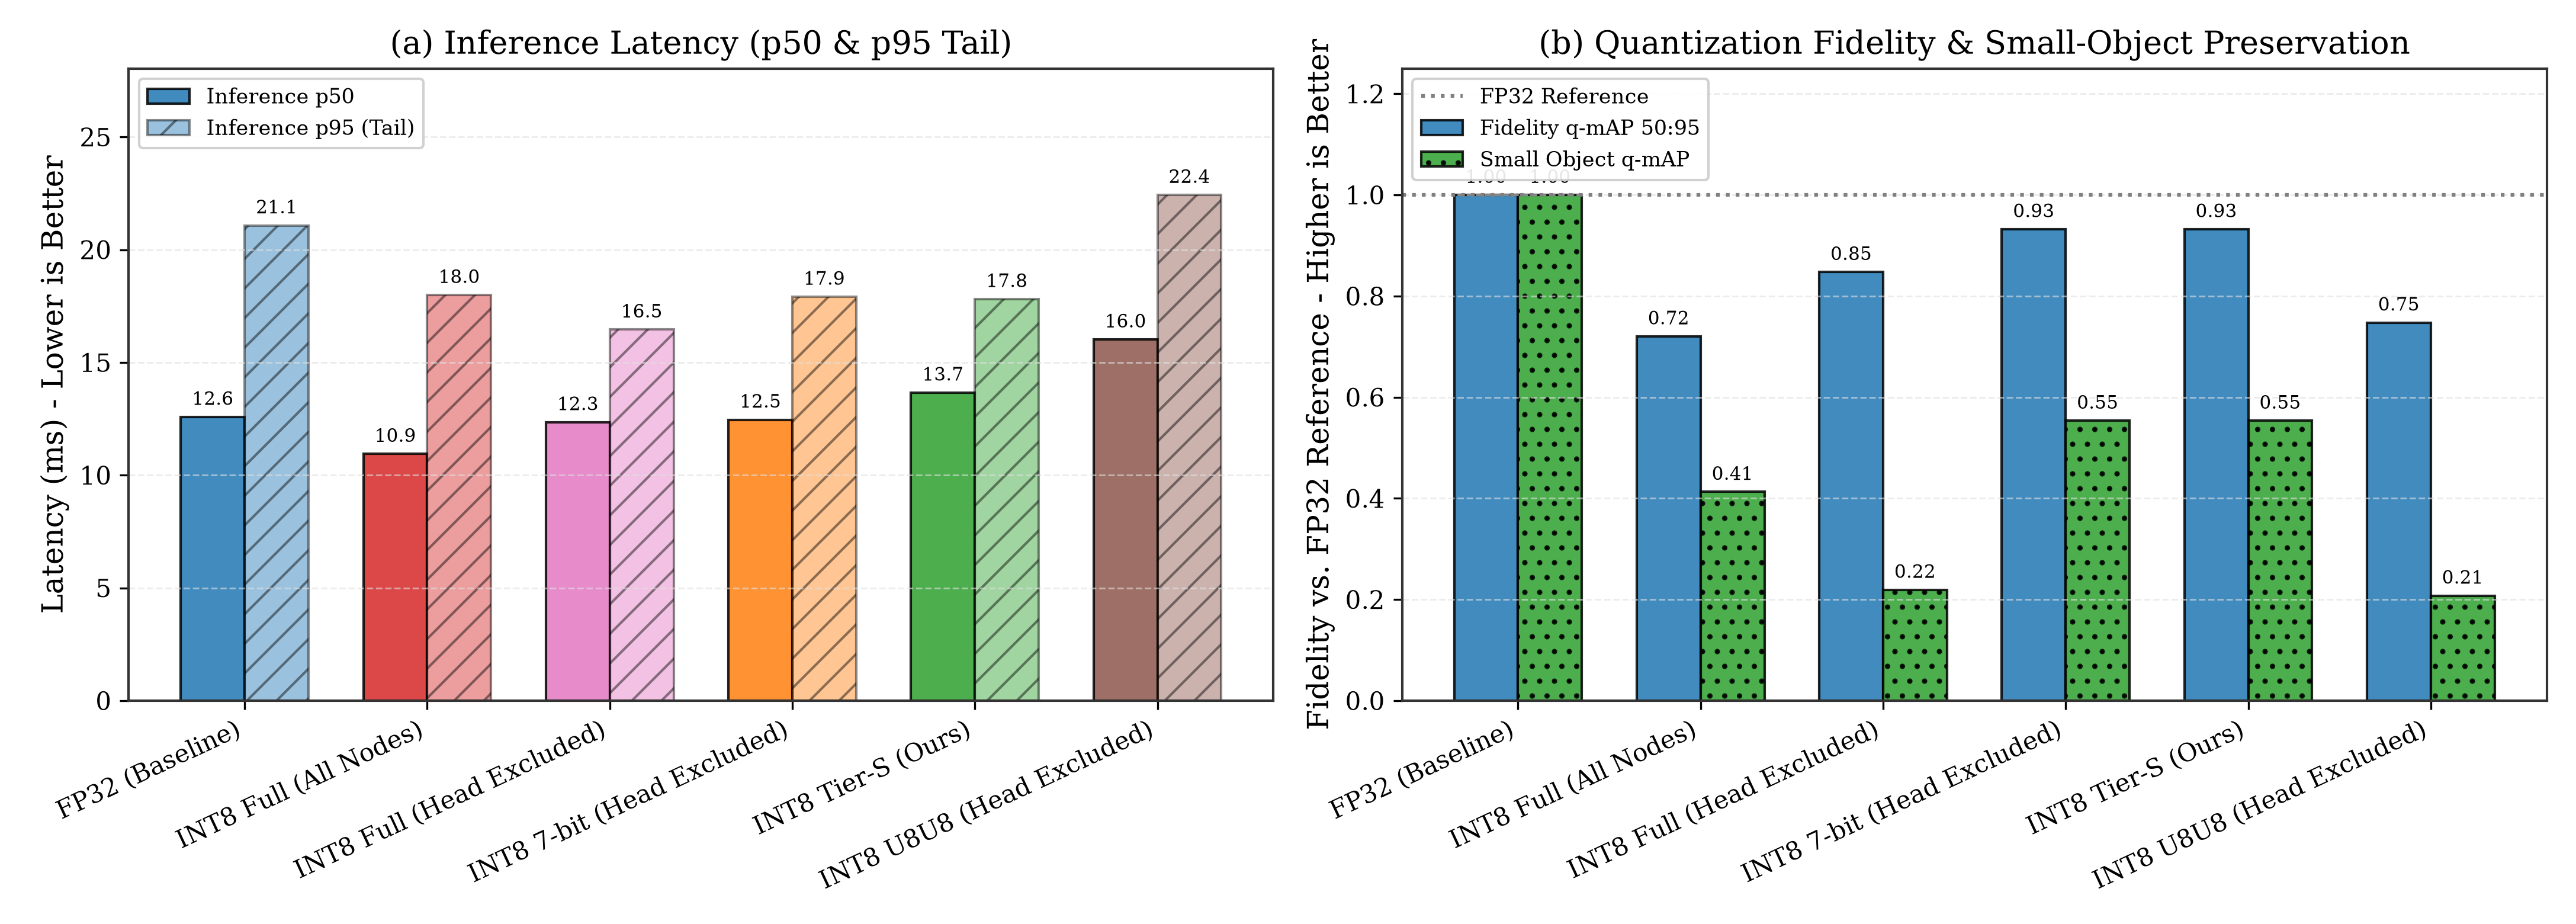 (a) Inference Latency (p50 & p95 Tail)
Latency (ms) - Lower is Better
25
20
15
10
5
0
Inference p50
Inference p95 (Tail)
12.6
21.1
10.9
18.0
12.3
16.5
12.5
17.9
13.7
17.8
16.0
22.4
FP32 (Baseline)
INT8 Full (All Nodes)
INT8 Full (Head Excluded)
INT8 7-bit (Head Excluded)
INT8 Tier-S (Ours)
INT8 U8U8 (Head Excluded)
(b) Quantization Fidelity & Small-Object Preservation
Fidelity vs. FP32 Reference - Higher is Better
1.2
1.0
0.8
0.6
0.4
0.2
0.0
FP32 Reference
Fidelity q-mAP 50:95
Small Object q-mAP
1.00
1.00
0.72
0.41
0.85
0.22
0.93
0.55
0.93
0.55
0.75
0.21
FP32 (Baseline)
INT8 Full (All Nodes)
INT8 Full (Head Excluded)
INT8 7-bit (Head Excluded)
INT8 Tier-S (Ours)
INT8 U8U8 (Head Excluded)